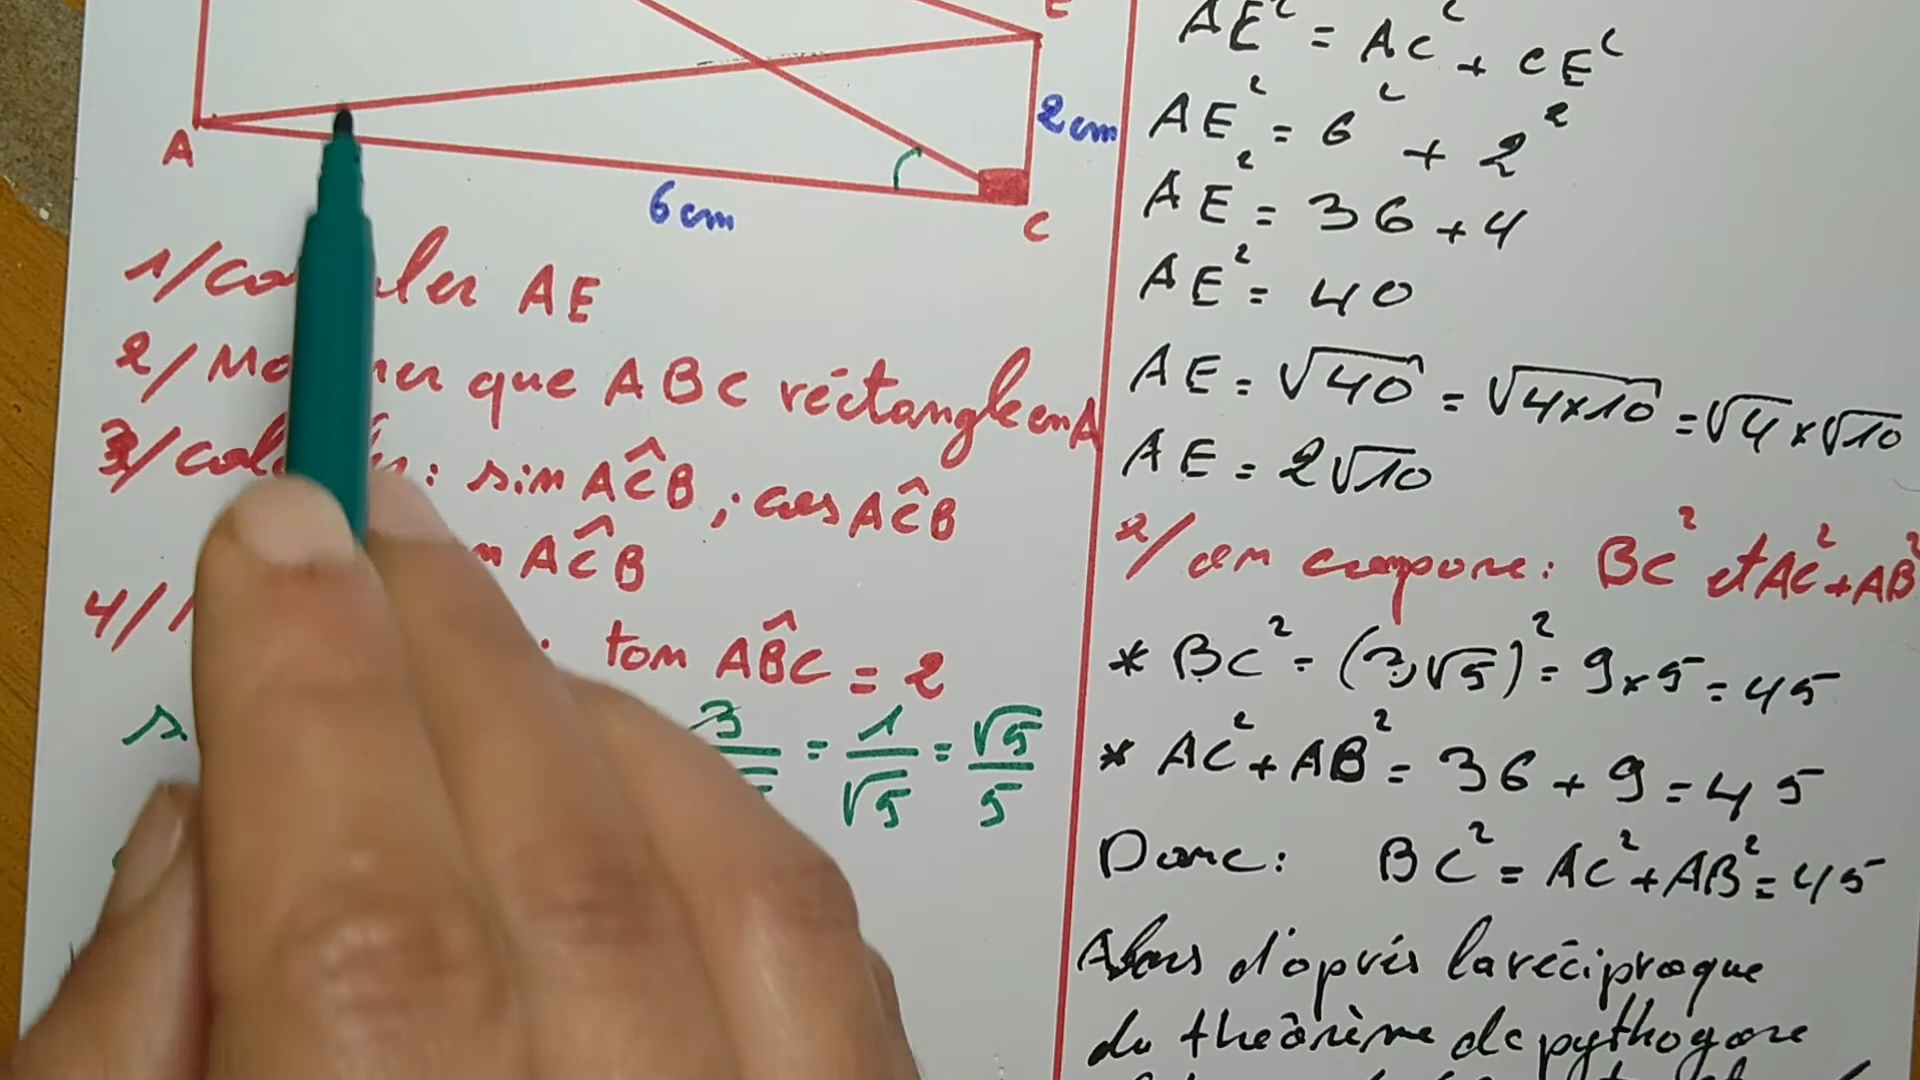 E
2cm
A
6cm
C
1/ ler AE
2/ que ABC réctangle en A
3/ : sin AĈB ; cos AĈB
AĈB
4/ tan AB̂C = 2
3 = 1/√5 = √5/5
AE² = AC² + CE²
AE² = 6² + 2²
AE² = 36 + 4
AE² = 40
AE = √40 = √4×10 = √4 × √10
AE = 2√10
2/ on compare : BC² et AC² + AB²
* BC² = (3√5)² = 9×5 = 45
* AC² + AB² = 36 + 9 = 45
Donc : BC² = AC² + AB² = 45
Alors d'après la réciproque
du théorème de pythagore